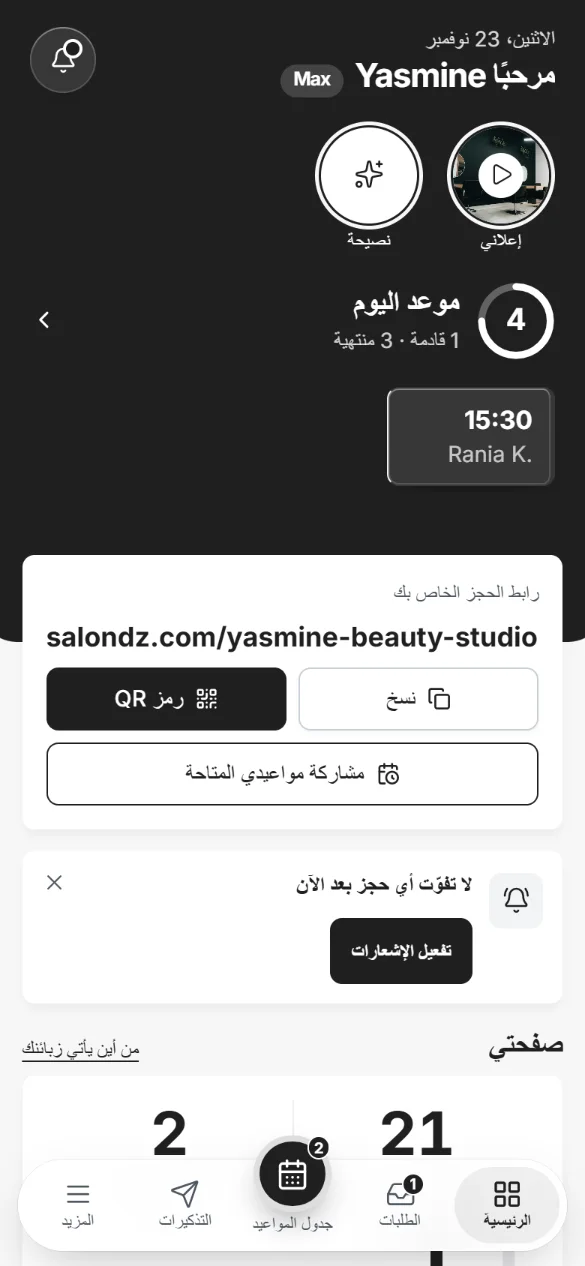 الاثنين، 23 نوفمبر
مرحبًا Yasmine Max
إعلاني
نصيحة
4
موعد اليوم
1 قادمة · 3 منتهية
15:30
Rania K.
رابط الحجز الخاص بك
salondz.com/yasmine-beauty-studio
نسخ
رمز QR
مشاركة مواعيدي المتاحة
لا تفوّت أي حجز بعد الآن
تفعيل الإشعارات
صفحتي
من أين يأتي زبائنك
21
2
الرئيسية
1
الطلبات
2
جدول المواعيد
التذكيرات
المزيد